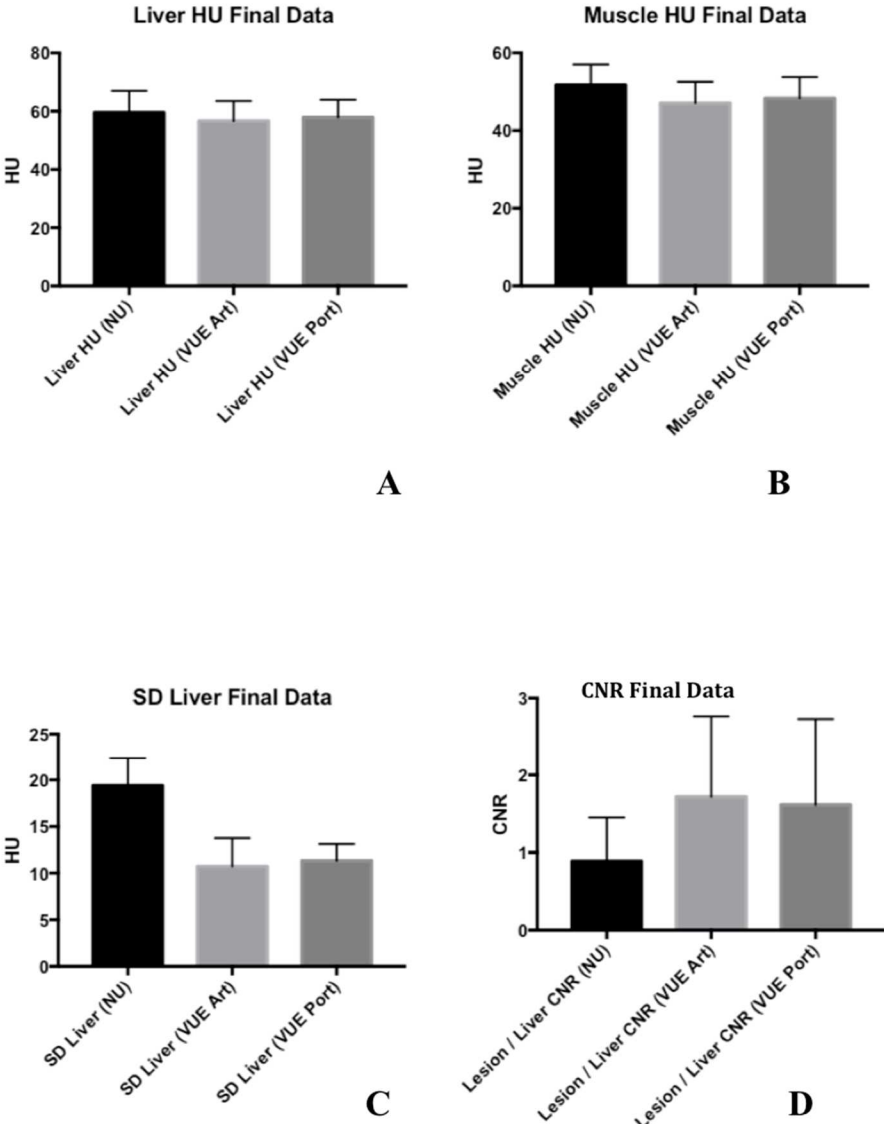 Liver HU Final Data
80
60
40
20
0
HU
Liver HU (NU)
Liver HU (VUE Art)
Liver HU (VUE Port)
A
Muscle HU Final Data
60
40
20
0
HU
Muscle HU (NU)
Muscle HU (VUE Art)
Muscle HU (VUE Port)
B
SD Liver Final Data
25
20
15
10
5
0
HU
SD Liver (NU)
SD Liver (VUE Art)
SD Liver (VUE Port)
C
CNR Final Data
3
2
1
0
CNR
Lesion / Liver CNR (NU)
Lesion / Liver CNR (VUE Art)
Lesion / Liver CNR (VUE Port)
D